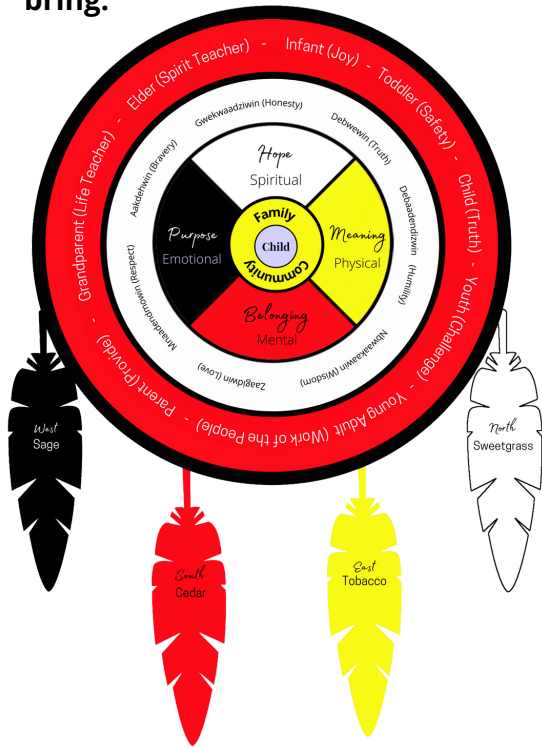 bring.
Elder (Spirit Teacher) - Infant (Joy) - Toddler (Safety) - Child (Truth) - Youth (Challenge) - Young Adult (Work of the People) - Parent (Provide) - Grandparent (Life Teacher) -
Gwekwaadziwin (Honesty)
Debwewin (Truth)
Debaadendizwin (Humility)
Nbwaakaawin (Wisdom)
Zaagidwin (Love)
Mnaadendmowin (Respect)
Aakdehwin (Bravery)
Hope
Spiritual
Purpose
Emotional
Family
Child
Community
Meaning
Physical
Belonging
Mental
West
Sage
North
Sweetgrass
South
Cedar
East
Tobacco